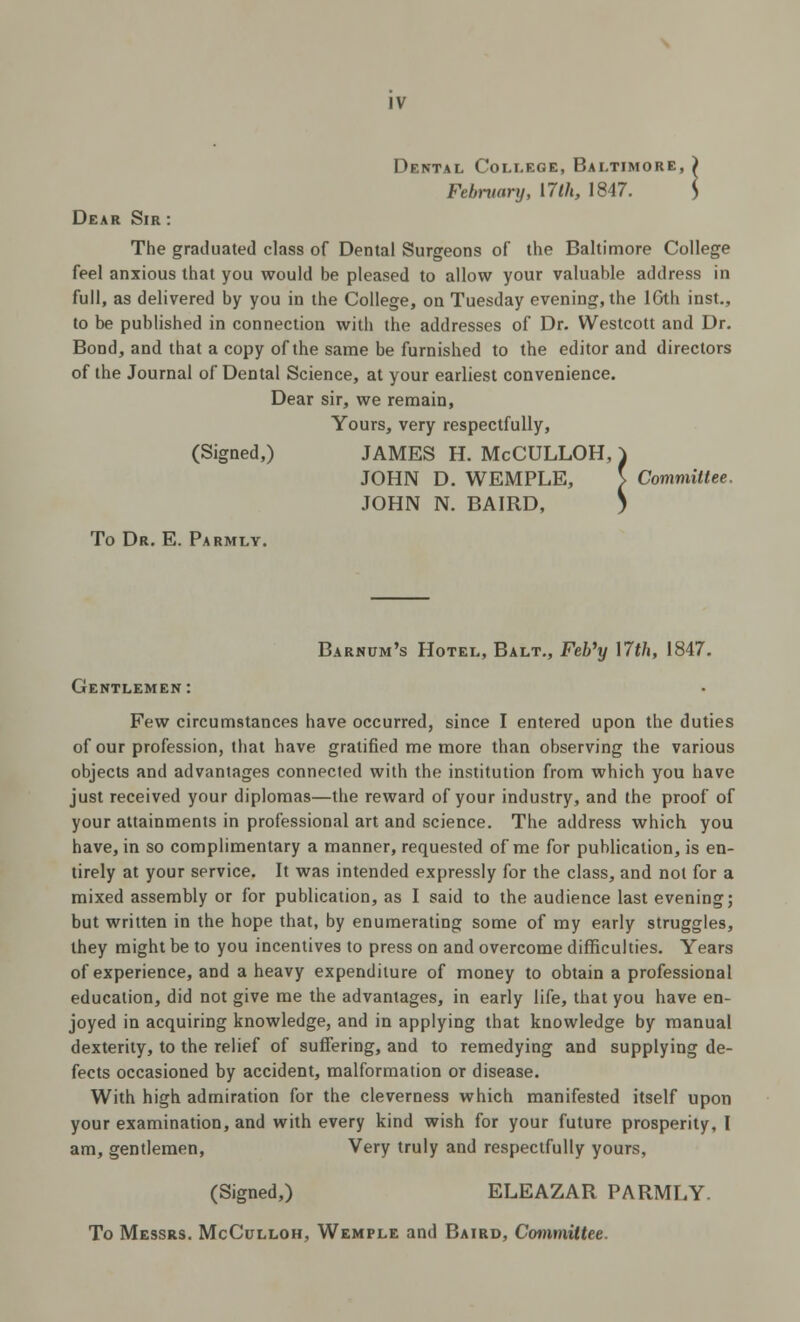 iv
Dental College, Baltimore, }
February, 17th, 1847. }
Dear Sir:
The graduated class of Dental Surgeons of the Baltimore College
feel anxious that you would be pleased to allow your valuable address in
full, as delivered by you in the College, on Tuesday evening, the 16th inst.,
to be published in connection with the addresses of Dr. Westcott and Dr.
Bond, and that a copy of the same be furnished to the editor and directors
of the Journal of Dental Science, at your earliest convenience.
Dear sir, we remain,
Yours, very respectfully,
(Signed,) JAMES H. McCULLOH, }
JOHN D. WEMPLE, } Committee.
JOHN N. BAIRD, }
To Dr. E. Parmly.
Barnum's Hotel, Balt., Feb'y 17th, 1847.
Gentlemen:
Few circumstances have occurred, since I entered upon the duties
of our profession, that have gratified me more than observing the various
objects and advantages connected with the institution from which you have
just received your diplomas—the reward of your industry, and the proof of
your attainments in professional art and science. The address which you
have, in so complimentary a manner, requested of me for publication, is en-
tirely at your service. It was intended expressly for the class, and not for a
mixed assembly or for publication, as I said to the audience last evening;
but written in the hope that, by enumerating some of my early struggles,
they might be to you incentives to press on and overcome difficulties. Years
of experience, and a heavy expenditure of money to obtain a professional
education, did not give me the advantages, in early life, that you have en-
joyed in acquiring knowledge, and in applying that knowledge by manual
dexterity, to the relief of suffering, and to remedying and supplying de-
fects occasioned by accident, malformation or disease.
With high admiration for the cleverness which manifested itself upon
your examination, and with every kind wish for your future prosperity, I
am, gentlemen, Very truly and respectfully yours,
(Signed,) ELEAZAR PARMLY.
To Messrs. McCulloh, Wemple and Baird, Committee.